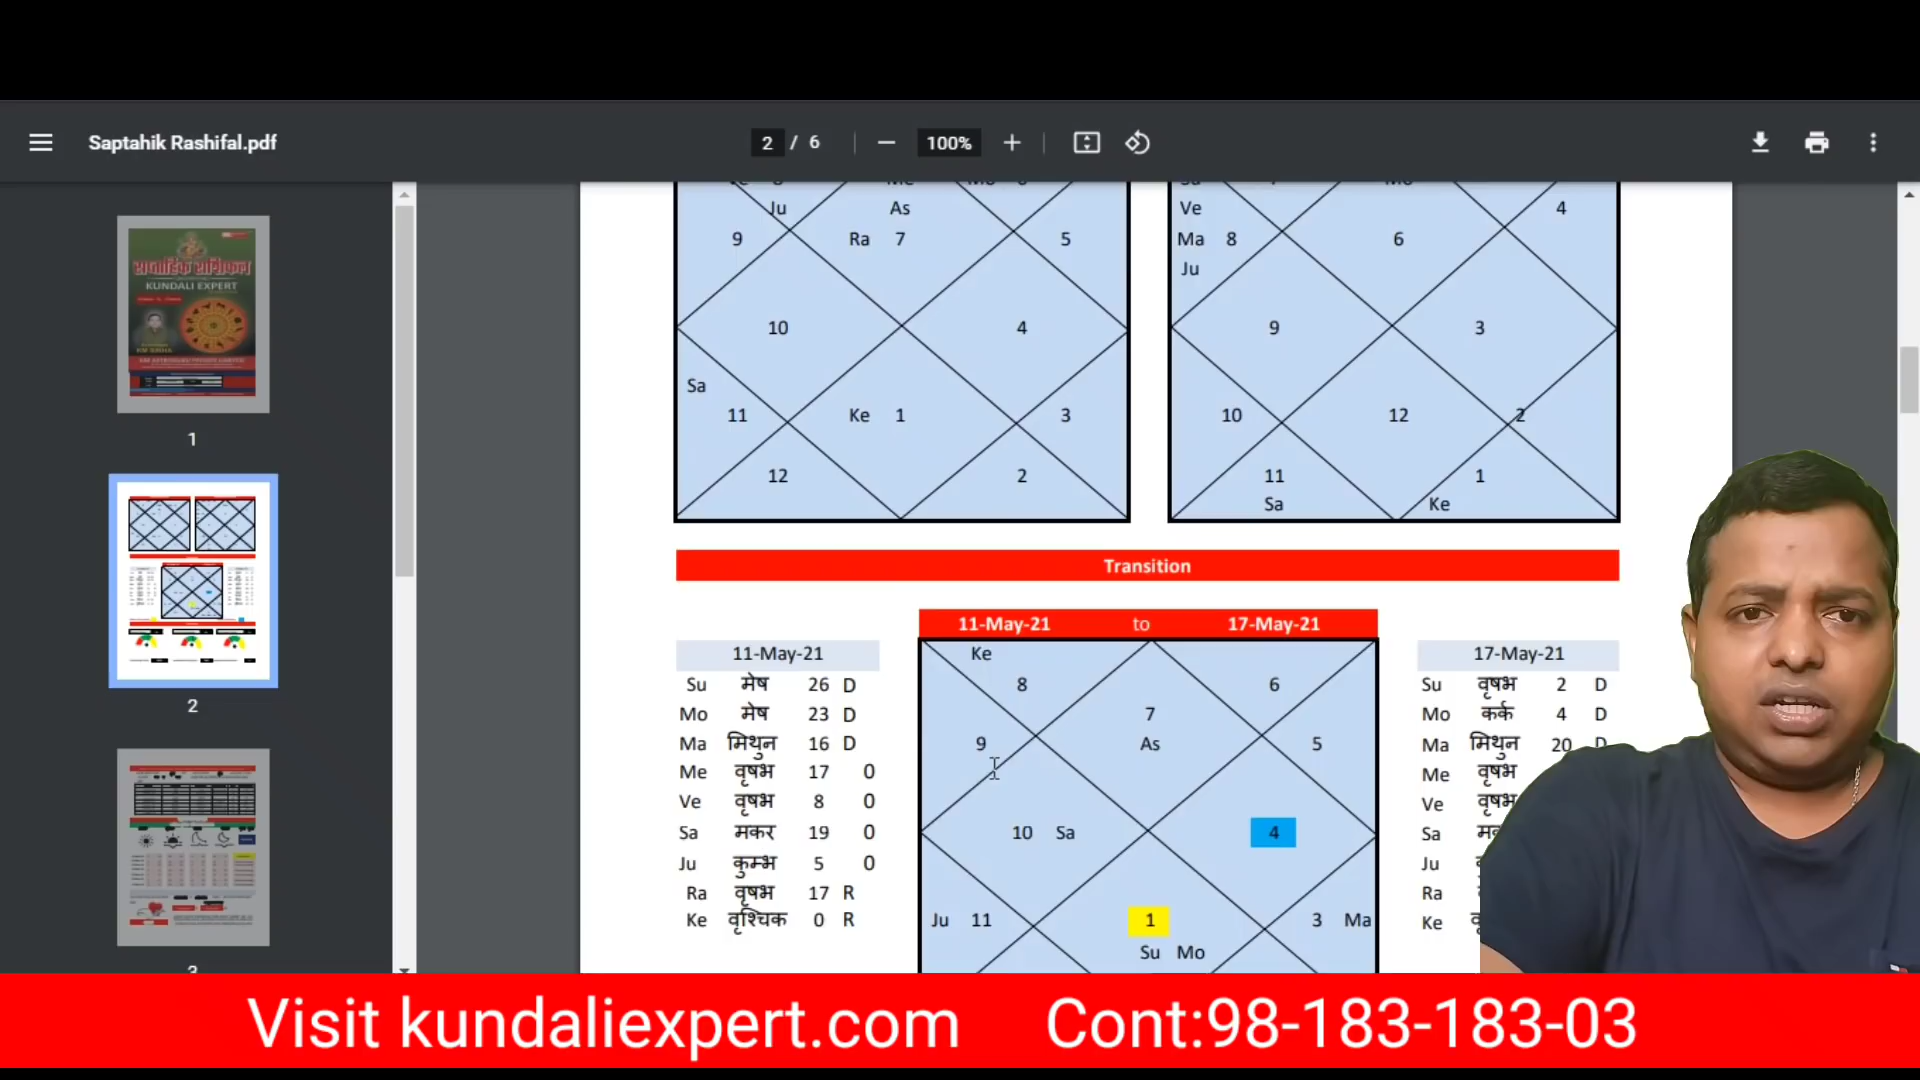 Saptahik Rashifal.pdf
2 / 6
100%
KUNDALI EXPERT
1
2
3
Ju As
9 Ra 7 5
10 4
Sa
11 Ke 1 3
12 2
Ve 4
Ma 8 6
Ju
9 3
10 12 2
11 1
Sa Ke
Transition
11-May-21 to 17-May-21
11-May-21
Su मेष 26 D
Mo मेष 23 D
Ma मिथुन 16 D
Me वृषभ 17 0
Ve वृषभ 8 0
Sa मकर 19 0
Ju कुम्भ 5 0
Ra वृषभ 17 R
Ke वृश्चिक 0 R
Ke
8 6
7
9 As 5
10 Sa 4
Ju 11 1 3 Ma
Su Mo
17-May-21
Su वृषभ 2 D
Mo कर्क 4 D
Ma मिथुन 20 D
Me वृषभ
Ve वृषभ
Sa
Ju
Ra
Ke
Visit kundaliexpert.com Cont:98-183-183-03